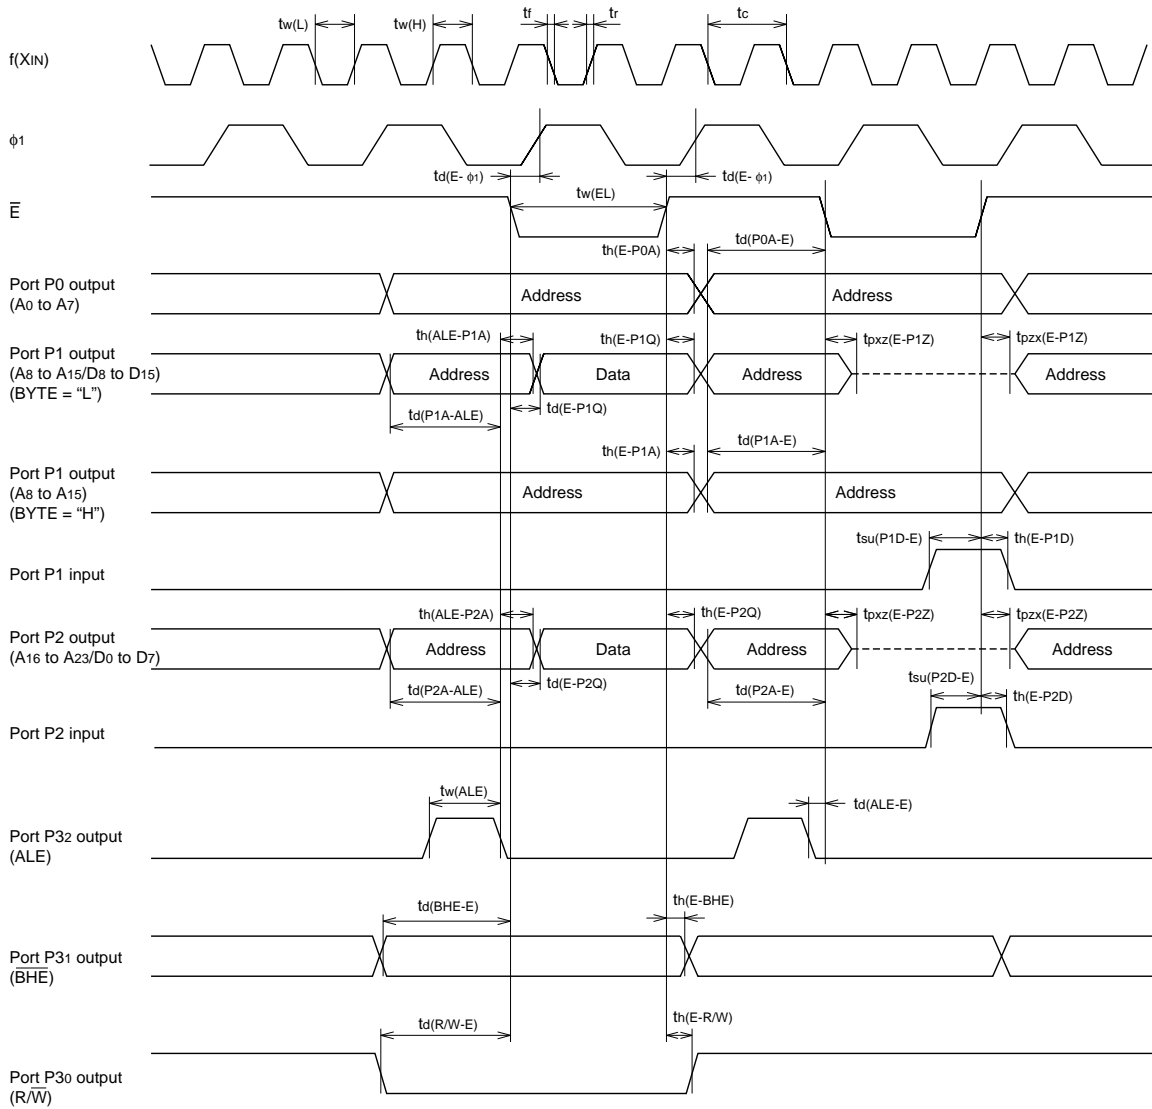 tw(L) tw(H) tf tr tc
f(XIN)
ϕ1
td(E- ϕ1) td(E- ϕ1)
E̅ tw(EL)
th(E-P0A) td(P0A-E)
Port P0 output
(A0 to A7)
Address Address
th(ALE-P1A) th(E-P1Q) tpxz(E-P1Z) tpzx(E-P1Z)
Port P1 output
(A8 to A15/D8 to D15)
(BYTE = “L”)
Address Data Address Address
td(P1A-ALE) td(E-P1Q)
th(E-P1A) td(P1A-E)
Port P1 output
(A8 to A15)
(BYTE = “H”)
Address Address
tsu(P1D-E) th(E-P1D)
Port P1 input
th(ALE-P2A) th(E-P2Q) tpxz(E-P2Z) tpzx(E-P2Z)
Port P2 output
(A16 to A23/D0 to D7)
Address Data Address Address
td(P2A-ALE) td(E-P2Q) td(P2A-E)
tsu(P2D-E) th(E-P2D)
Port P2 input
tw(ALE) td(ALE-E)
Port P32 output
(ALE)
td(BHE-E) th(E-BHE)
Port P31 output
(B̅H̅E̅)
td(R/W-E) th(E-R/W)
Port P30 output
(R/W̅)